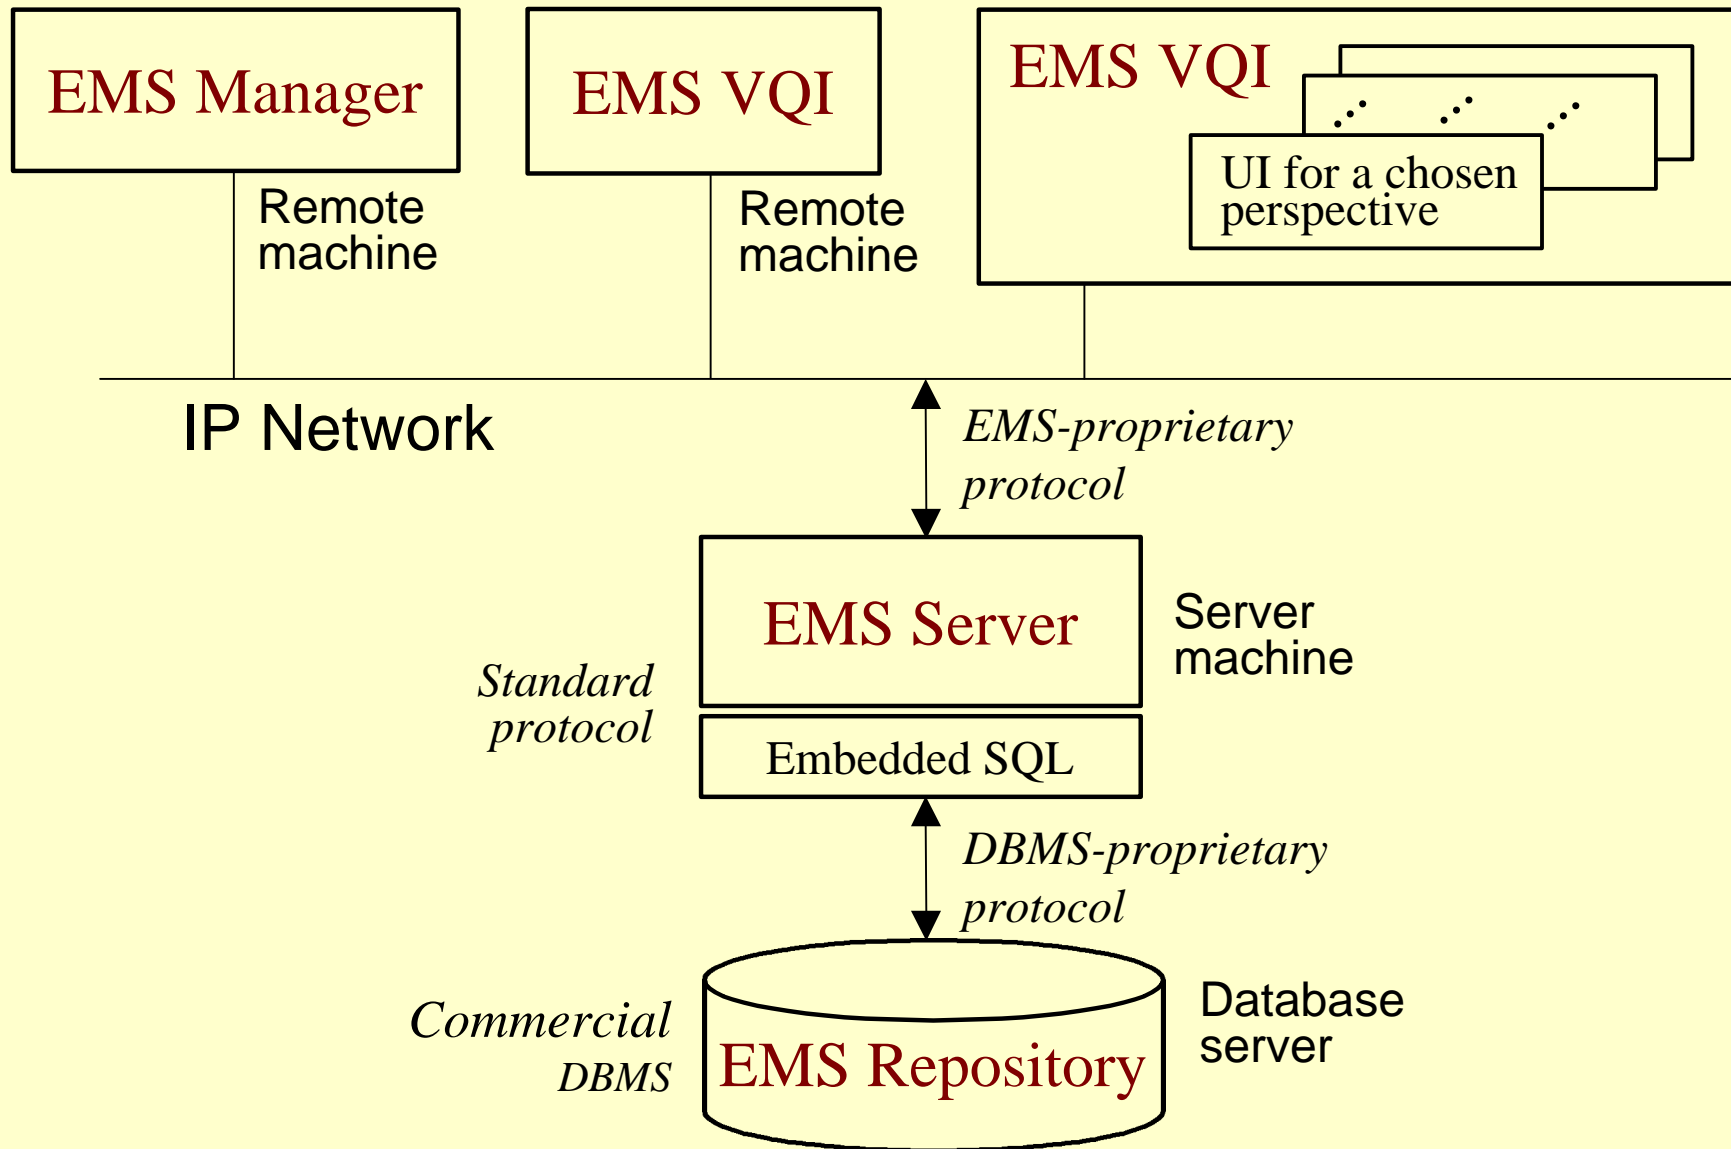 EMS Manager
EMS VQI
EMS VQI
UI for a chosen
perspective
Remote
machine
Remote
machine
IP Network
EMS-proprietary
protocol
EMS Server
Server
machine
Standard
protocol
Embedded SQL
DBMS-proprietary
protocol
Commercial
DBMS
EMS Repository
Database
server